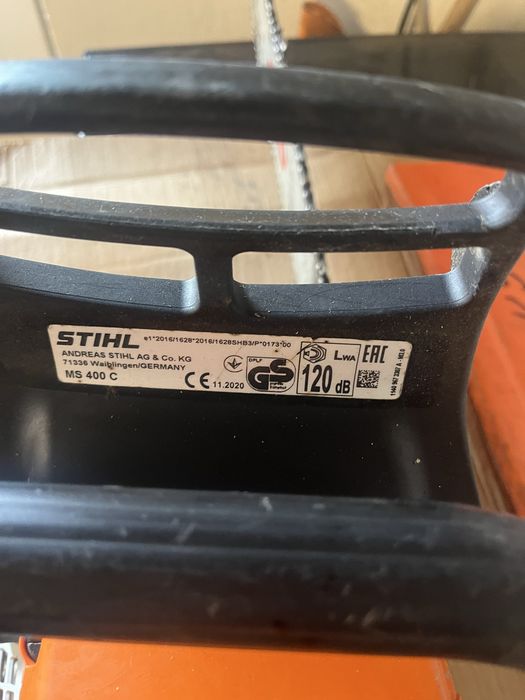 STIHL e1*2016/1628*2016/1628SHB3/P*0173*00
ANDREAS STIHL AG & Co. KG
71336 Waiblingen/GERMANY
MS 400 C
CE 11.2020
DPLF
GS
LWA
120 dB
EAC